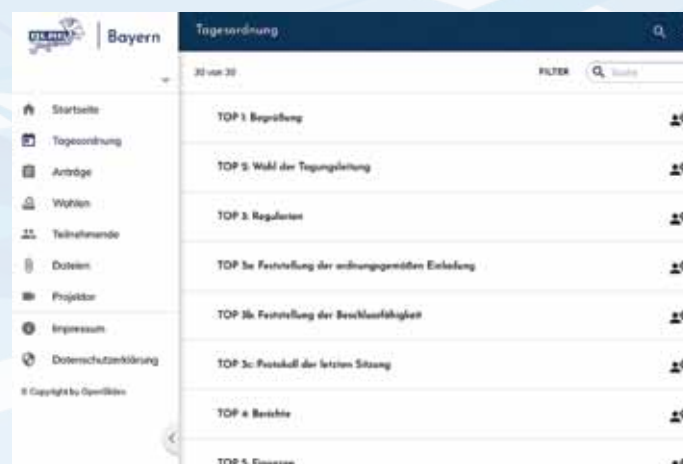 DLRG
Bayern
Startseite
Tagesordnung
Anträge
Wahlen
Teilnehmende
Dateien
Projektor
Impressum
Datenschutzerklärung
© Copyright by OpenSlides
Tagesordnung
30 von 30
FILTER
Suche
TOP 1: Begrüßung
TOP 2: Wahl der Tagungsleitung
TOP 3: Regularien
TOP 3a: Feststellung der ordnungsgemäßen Einladung
TOP 3b: Feststellung der Beschlussfähigkeit
TOP 3c: Protokoll der letzten Sitzung
TOP 4: Berichte
TOP 5: Finanzen